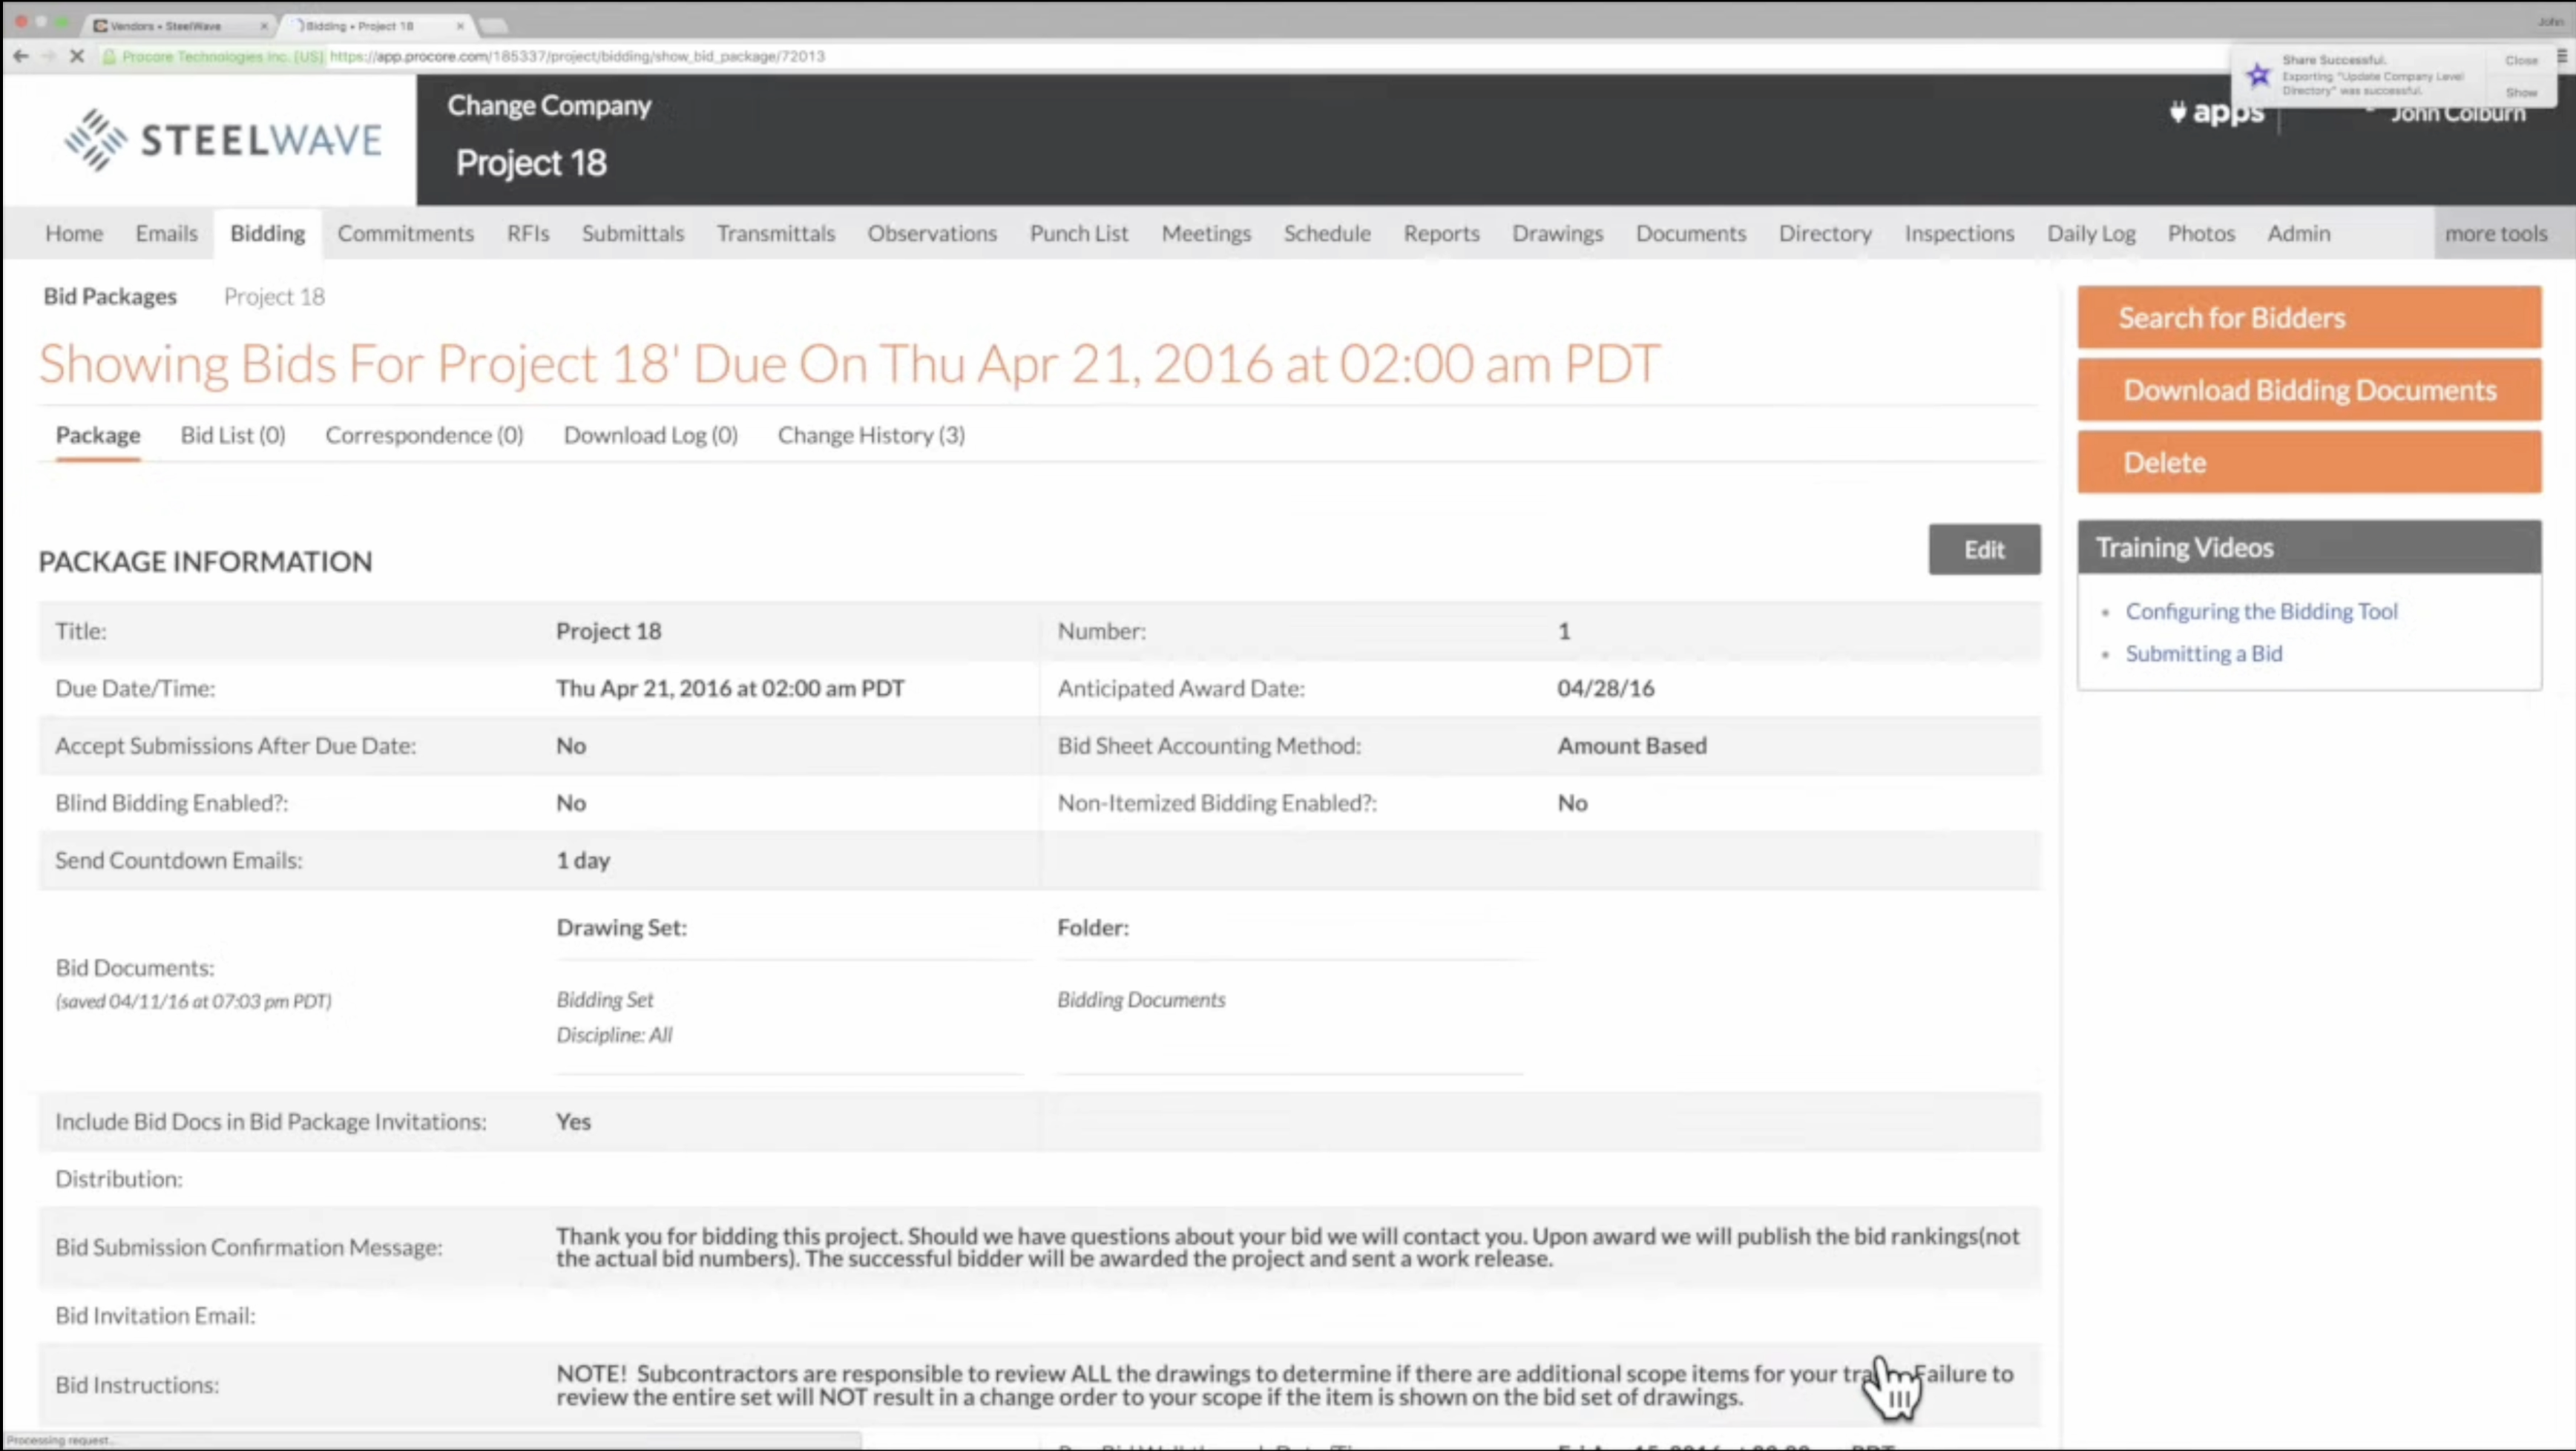 Vendors • SteelWave
Bidding • Project 18
John
Procore Technologies Inc. [US] https://app.procore.com/185337/project/bidding/show_bid_package/72013
Share Successful.
Exporting "Update Company Level
Directory" was successful.
Close
Show
STEELWAVE
Change Company
Project 18
apps
John Colburn
Home Emails Bidding Commitments RFIs Submittals Transmittals Observations Punch List Meetings Schedule Reports Drawings Documents Directory Inspections Daily Log Photos Admin more tools
Bid Packages Project 18
Showing Bids For Project 18' Due On Thu Apr 21, 2016 at 02:00 am PDT
Package Bid List (0) Correspondence (0) Download Log (0) Change History (3)
Search for Bidders
Download Bidding Documents
Delete
Training Videos
• Configuring the Bidding Tool
• Submitting a Bid
PACKAGE INFORMATION
Edit
Title: Project 18 Number: 1
Due Date/Time: Thu Apr 21, 2016 at 02:00 am PDT Anticipated Award Date: 04/28/16
Accept Submissions After Due Date: No Bid Sheet Accounting Method: Amount Based
Blind Bidding Enabled?: No Non-Itemized Bidding Enabled?: No
Send Countdown Emails: 1 day
Drawing Set: Folder:
Bid Documents:
(saved 04/11/16 at 07:03 pm PDT) Bidding Set Bidding Documents
Discipline: All
Include Bid Docs in Bid Package Invitations: Yes
Distribution:
Bid Submission Confirmation Message: Thank you for bidding this project. Should we have questions about your bid we will contact you. Upon award we will publish the bid rankings(not
the actual bid numbers). The successful bidder will be awarded the project and sent a work release.
Bid Invitation Email:
Bid Instructions: NOTE! Subcontractors are responsible to review ALL the drawings to determine if there are additional scope items for your Failure to
review the entire set will NOT result in a change order to your scope if the item is shown on the bid set of drawings.
Processing request...